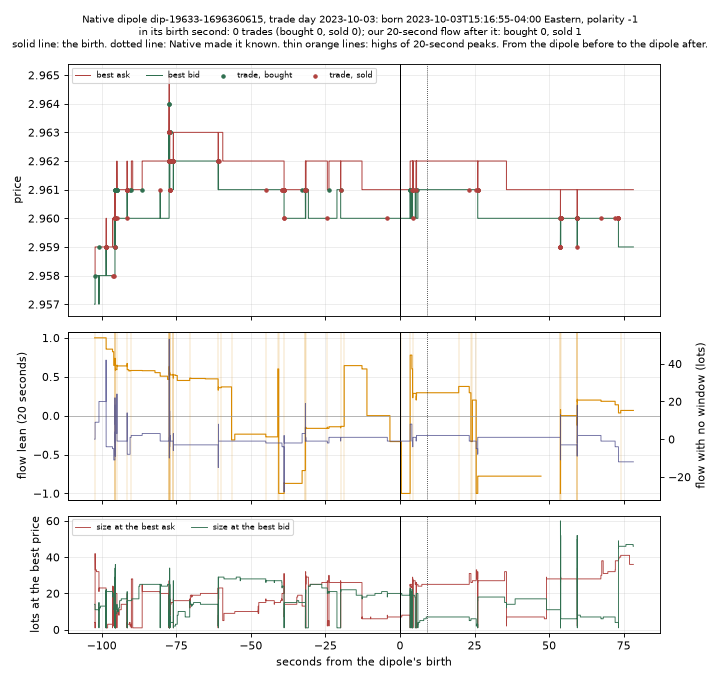 Native dipole dip-19633-1696360615, trade day 2023-10-03: born 2023-10-03T15:16:55-04:00 Eastern, polarity -1
in its birth second: 0 trades (bought 0, sold 0); our 20-second flow after it: bought 0, sold 1
solid line: the birth. dotted line: Native made it known. thin orange lines: highs of 20-second peaks. From the dipole before to the dipole after.
best ask
best bid
trade, bought
trade, sold
2.965
2.964
2.963
2.962
2.961
2.960
2.959
2.958
2.957
price
1.0
0.5
0.0
−0.5
−1.0
flow lean (20 seconds)
40
20
0
−20
flow with no window (lots)
size at the best ask
size at the best bid
60
40
20
0
lots at the best price
−100
−75
−50
−25
0
25
50
75
seconds from the dipole's birth